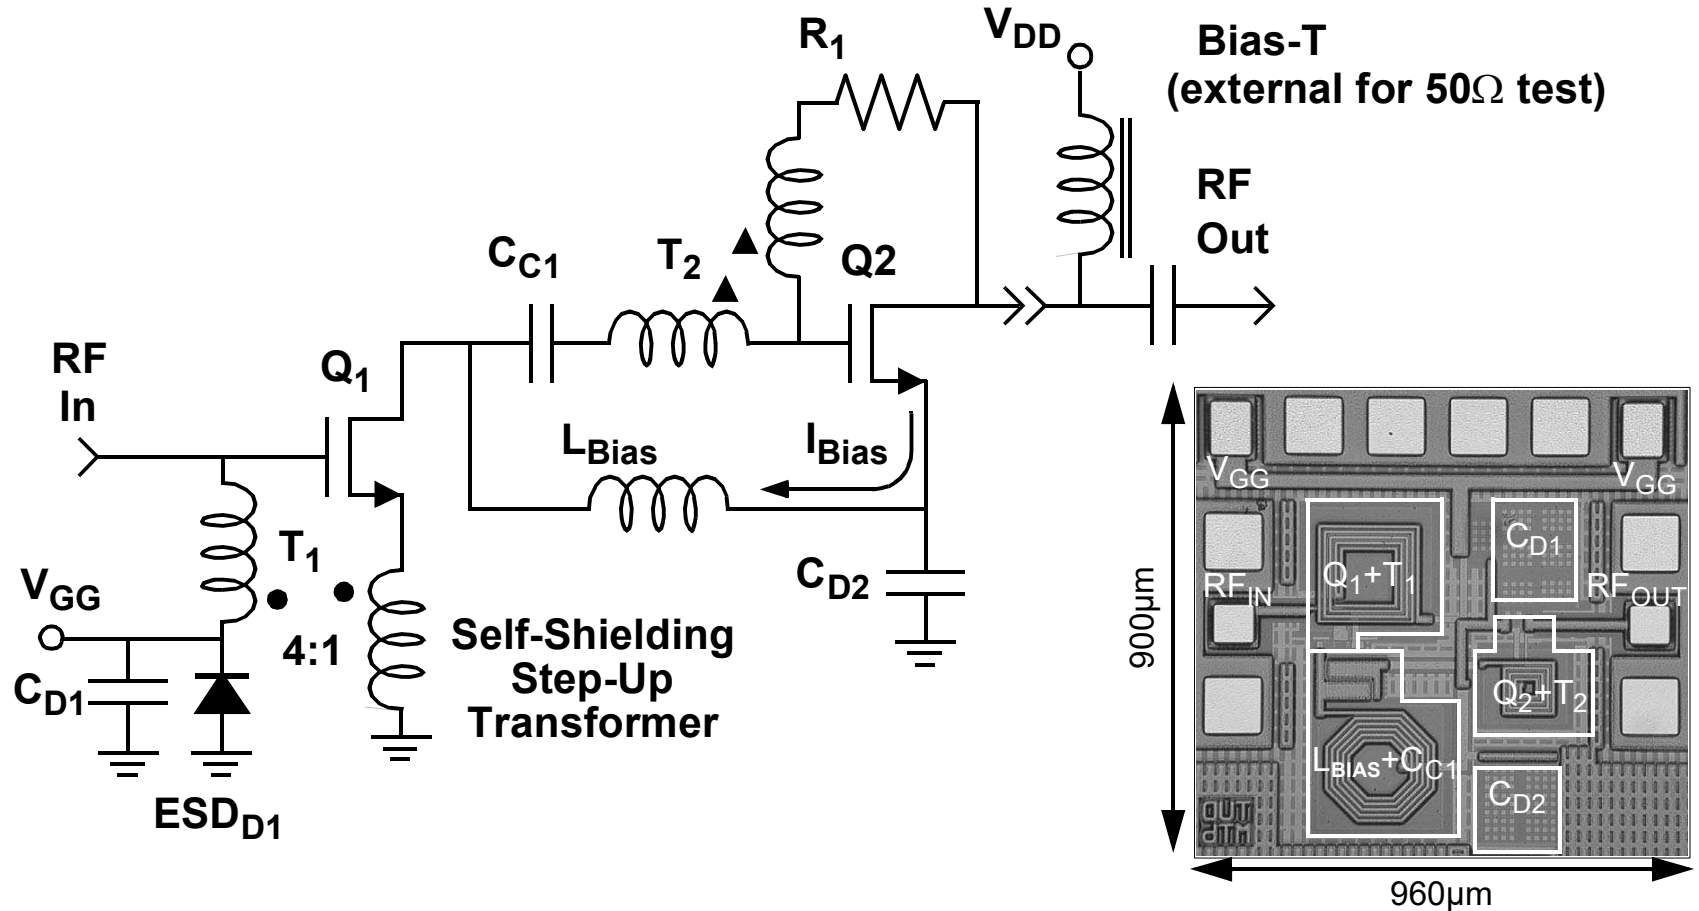 R1
VDD
Bias-T
(external for 50Ω test)
RF
Out
CC1
T2
Q2
RF
In
Q1
LBias
IBias
T1
VGG
4:1
CD1
CD2
Self-Shielding
Step-Up
Transformer
ESDD1
VGG
VGG
CD1
Q1+T1
RFIN
RFOUT
Q2+T2
LBIAS+CC1
CD2
OUT
900µm
960µm